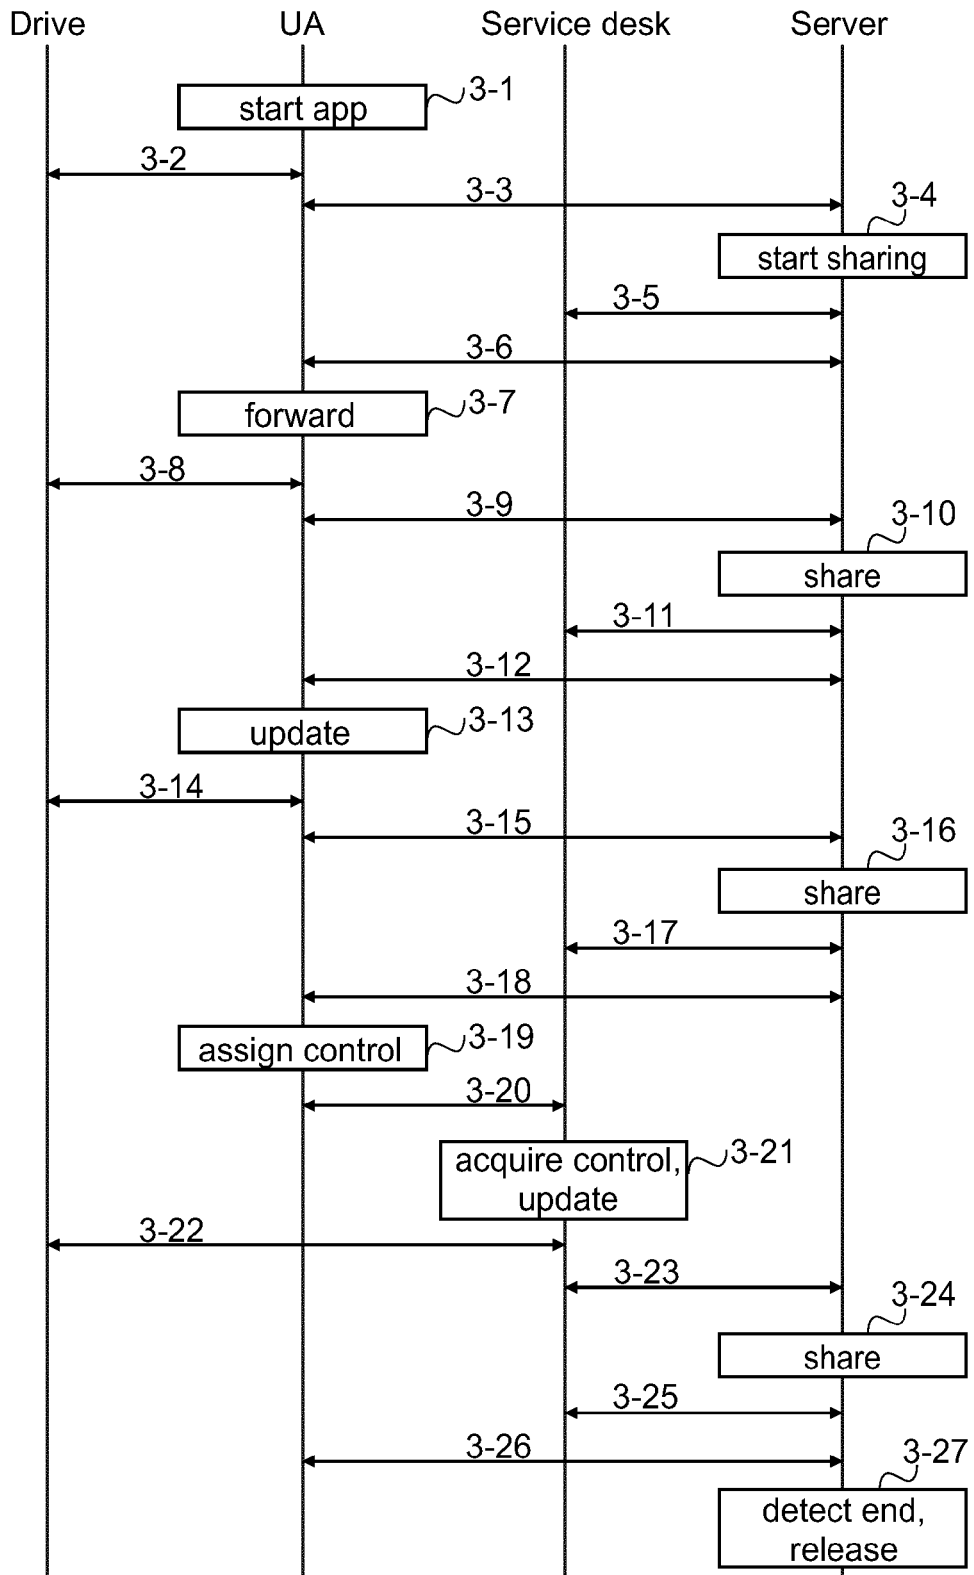 Drive UA Service desk Server
start app 3-1
3-2
3-3
3-4
start sharing
3-5
3-6
forward 3-7
3-8
3-9
3-10
share
3-11
3-12
update 3-13
3-14
3-15
3-16
share
3-17
3-18
assign control 3-19
3-20
acquire control, 3-21
update
3-22
3-23
3-24
share
3-25
3-26
3-27
detect end,
release